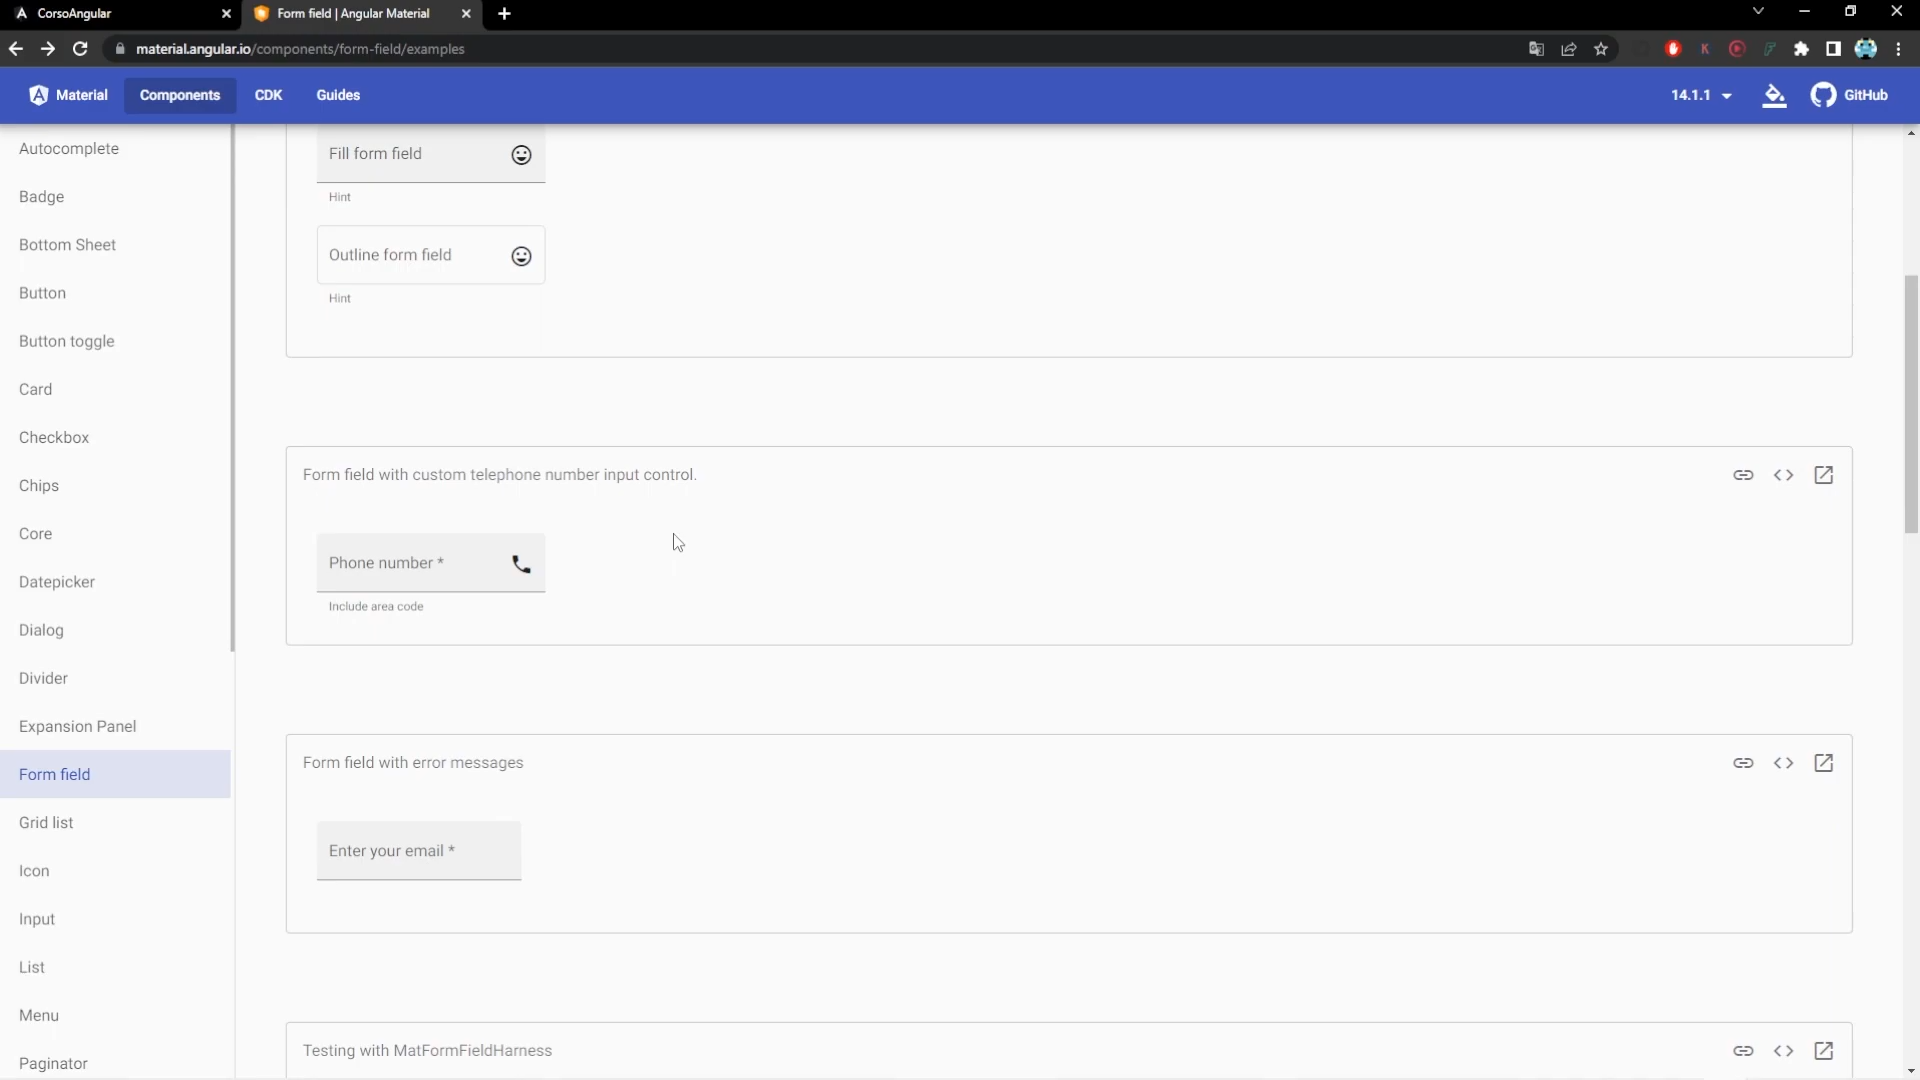 CorsoAngular
Form field | Angular Material
material.angular.io/components/form-field/examples
Material
Components
CDK
Guides
14.1.1
GitHub
Autocomplete
Badge
Bottom Sheet
Button
Button toggle
Card
Checkbox
Chips
Core
Datepicker
Dialog
Divider
Expansion Panel
Form field
Grid list
Icon
Input
List
Menu
Paginator
Fill form field
Hint
Outline form field
Hint
Form field with custom telephone number input control.
Phone number *
Include area code
Form field with error messages
Enter your email *
Testing with MatFormFieldHarness